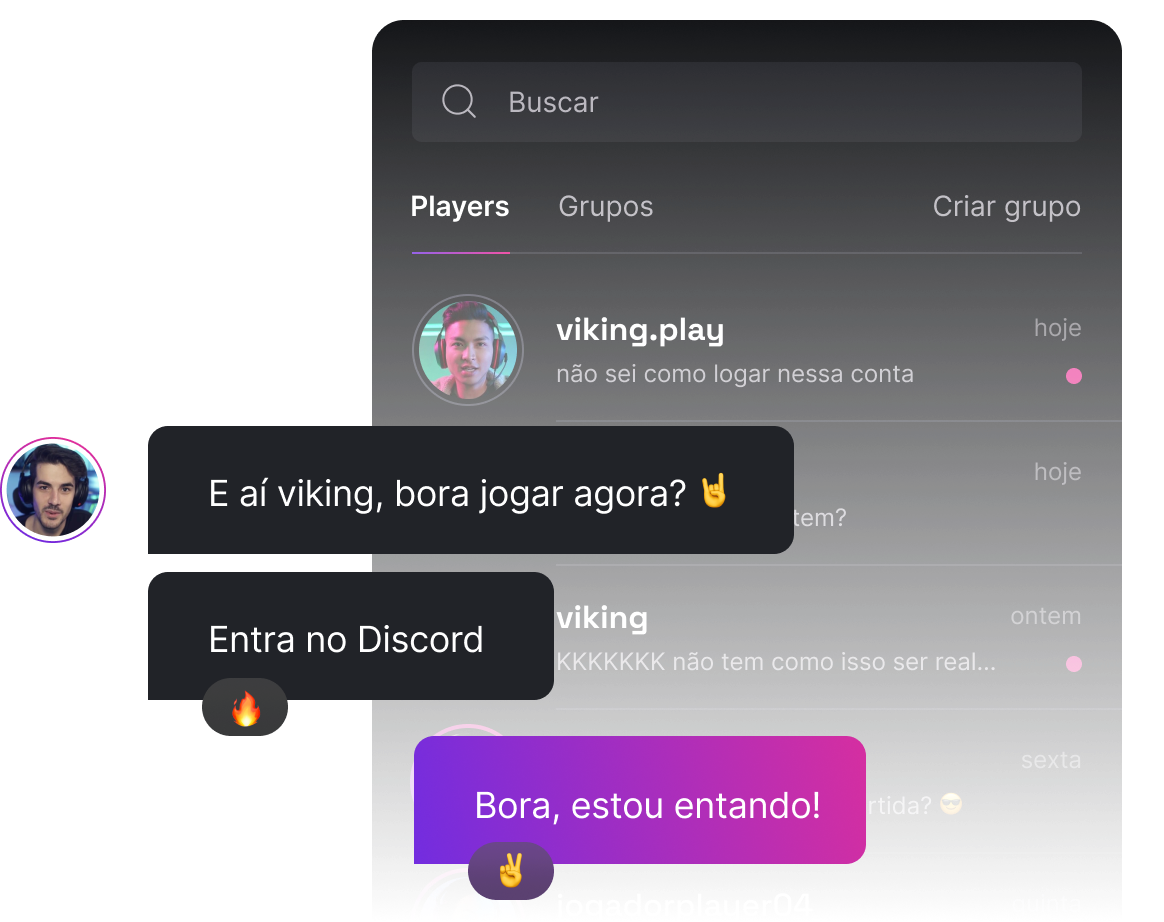 Buscar
Players Grupos Criar grupo
viking.play hoje
não sei como logar nessa conta
E aí viking, bora jogar agora? 🤘
hoje
tem?
Entra no Discord
🔥
viking ontem
KKKKKKK não tem como isso ser real...
sexta
Bora, estou entando!
rtida? 😎
✌️
jogadorplayer04